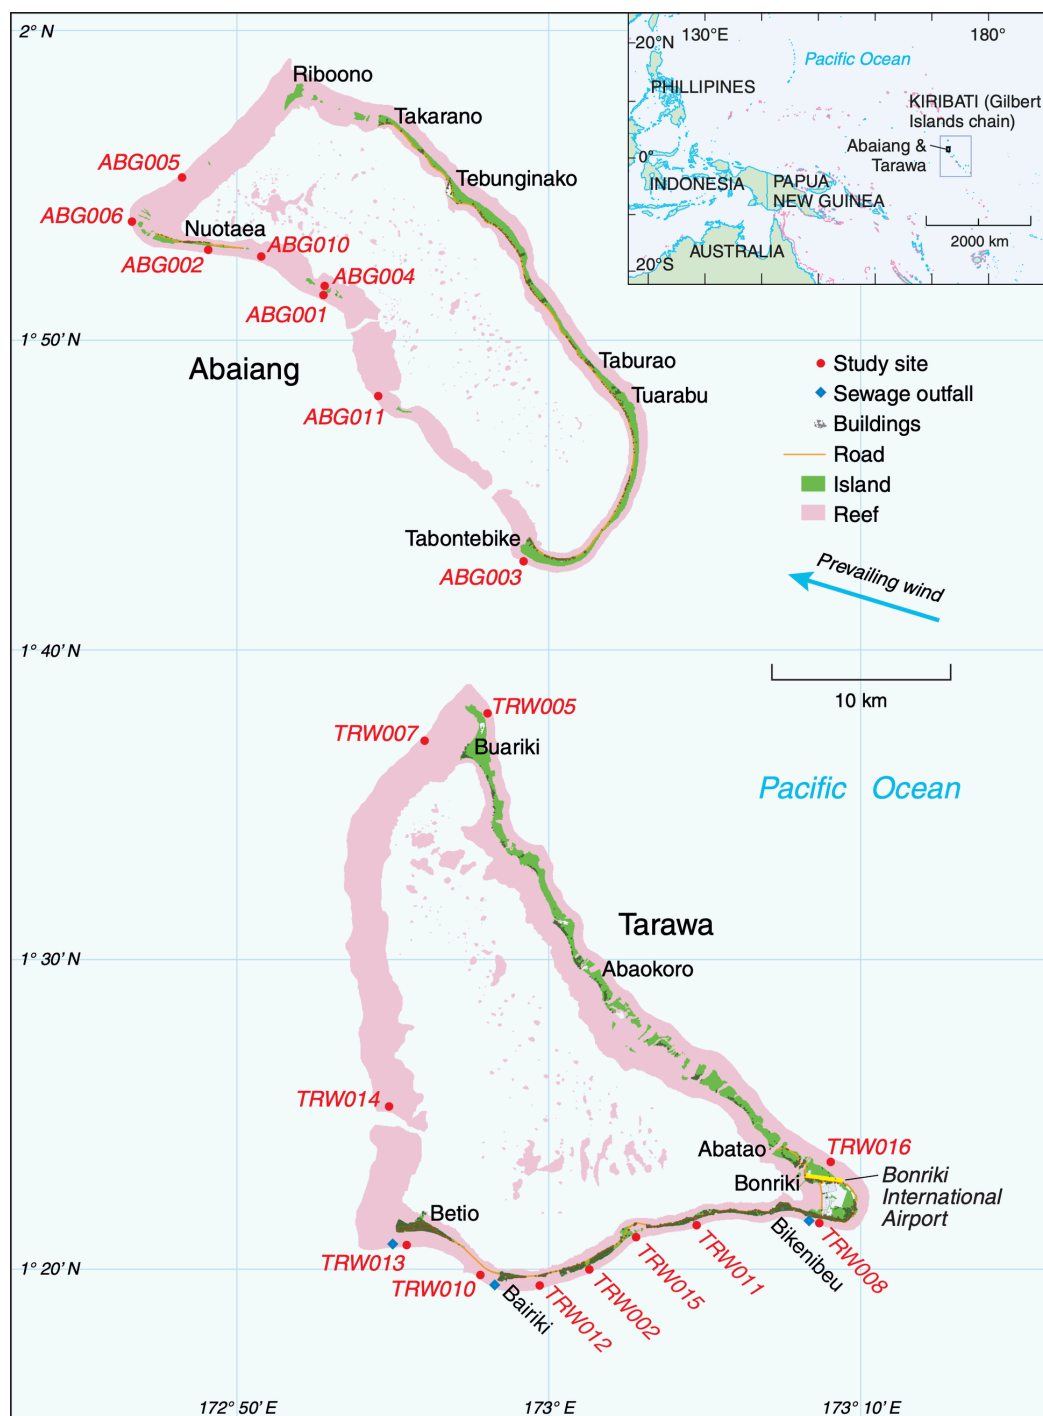 2° N
Riboono
Takarano
ABG005
Tebunginako
ABG006
Nuotaea
ABG010
ABG002
ABG004
ABG001
1° 50’ N
Abaiang
Taburao
Tuarabu
ABG011
Tabontebike
ABG003
20°N
130°E
180°
Pacific Ocean
PHILLIPINES
KIRIBATI (Gilbert
Islands chain)
Abaiang &
Tarawa
0°
INDONESIA
PAPUA
NEW GUINEA
2000 km
AUSTRALIA
20°S
Study site
Sewage outfall
Buildings
Road
Island
Reef
Prevailing wind
1° 40’ N
10 km
TRW005
TRW007
Buariki
Pacific Ocean
Tarawa
1° 30’ N
Abaokoro
TRW014
Abatao
TRW016
Bonriki
Bonriki
International
Airport
Betio
Bikenibeu
TRW008
TRW013
1° 20’ N
TRW010
Bairiki
TRW012
TRW002
TRW015
TRW011
172° 50’ E
173° E
173° 10’ E